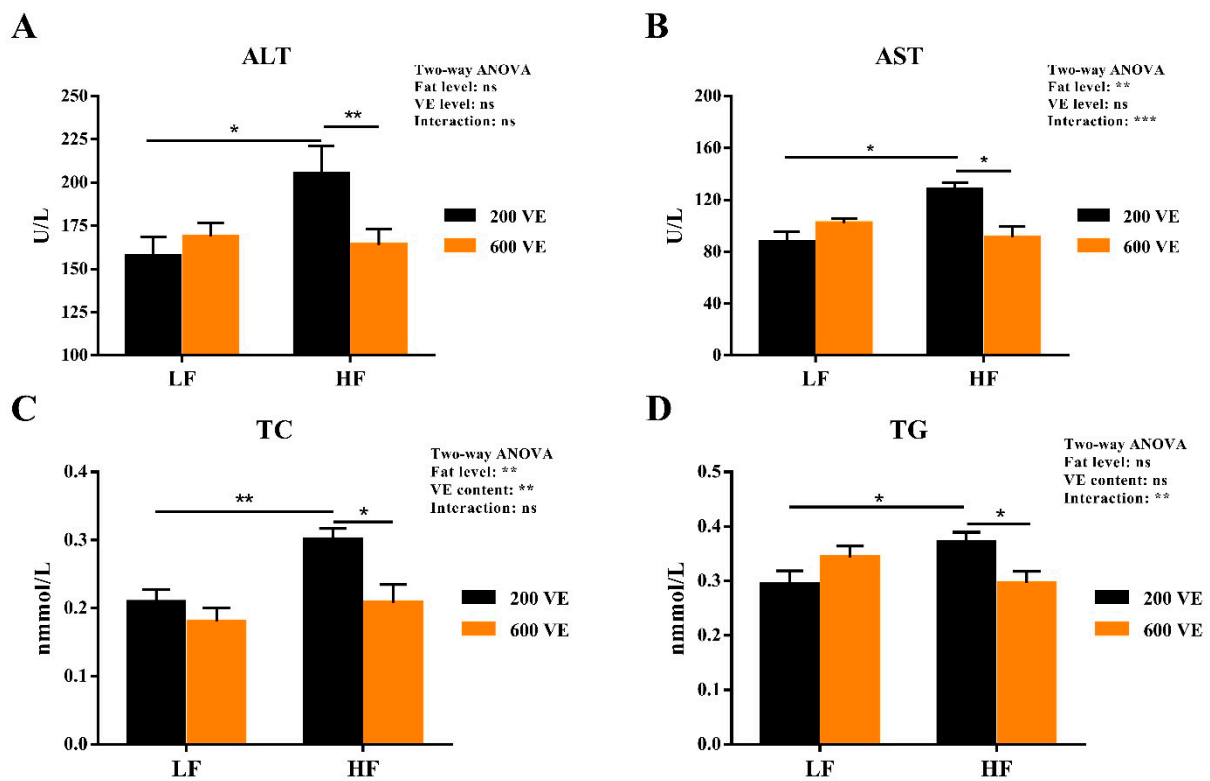 A
ALT
Two-way ANOVA
Fat level: ns
VE level: ns
Interaction: ns
250
225
200
175
150
125
100
U/L
*
**
200 VE
600 VE
LF
HF
B
AST
Two-way ANOVA
Fat level: **
VE level: ns
Interaction: ***
200
160
120
80
40
0
U/L
*
*
200 VE
600 VE
LF
HF
C
TC
Two-way ANOVA
Fat level: **
VE content: **
Interaction: ns
0.4
0.3
0.2
0.1
0.0
nmmol/L
**
*
200 VE
600 VE
LF
HF
D
TG
Two-way ANOVA
Fat level: ns
VE content: ns
Interaction: **
0.5
0.4
0.3
0.2
0.1
0.0
nmmol/L
*
*
200 VE
600 VE
LF
HF